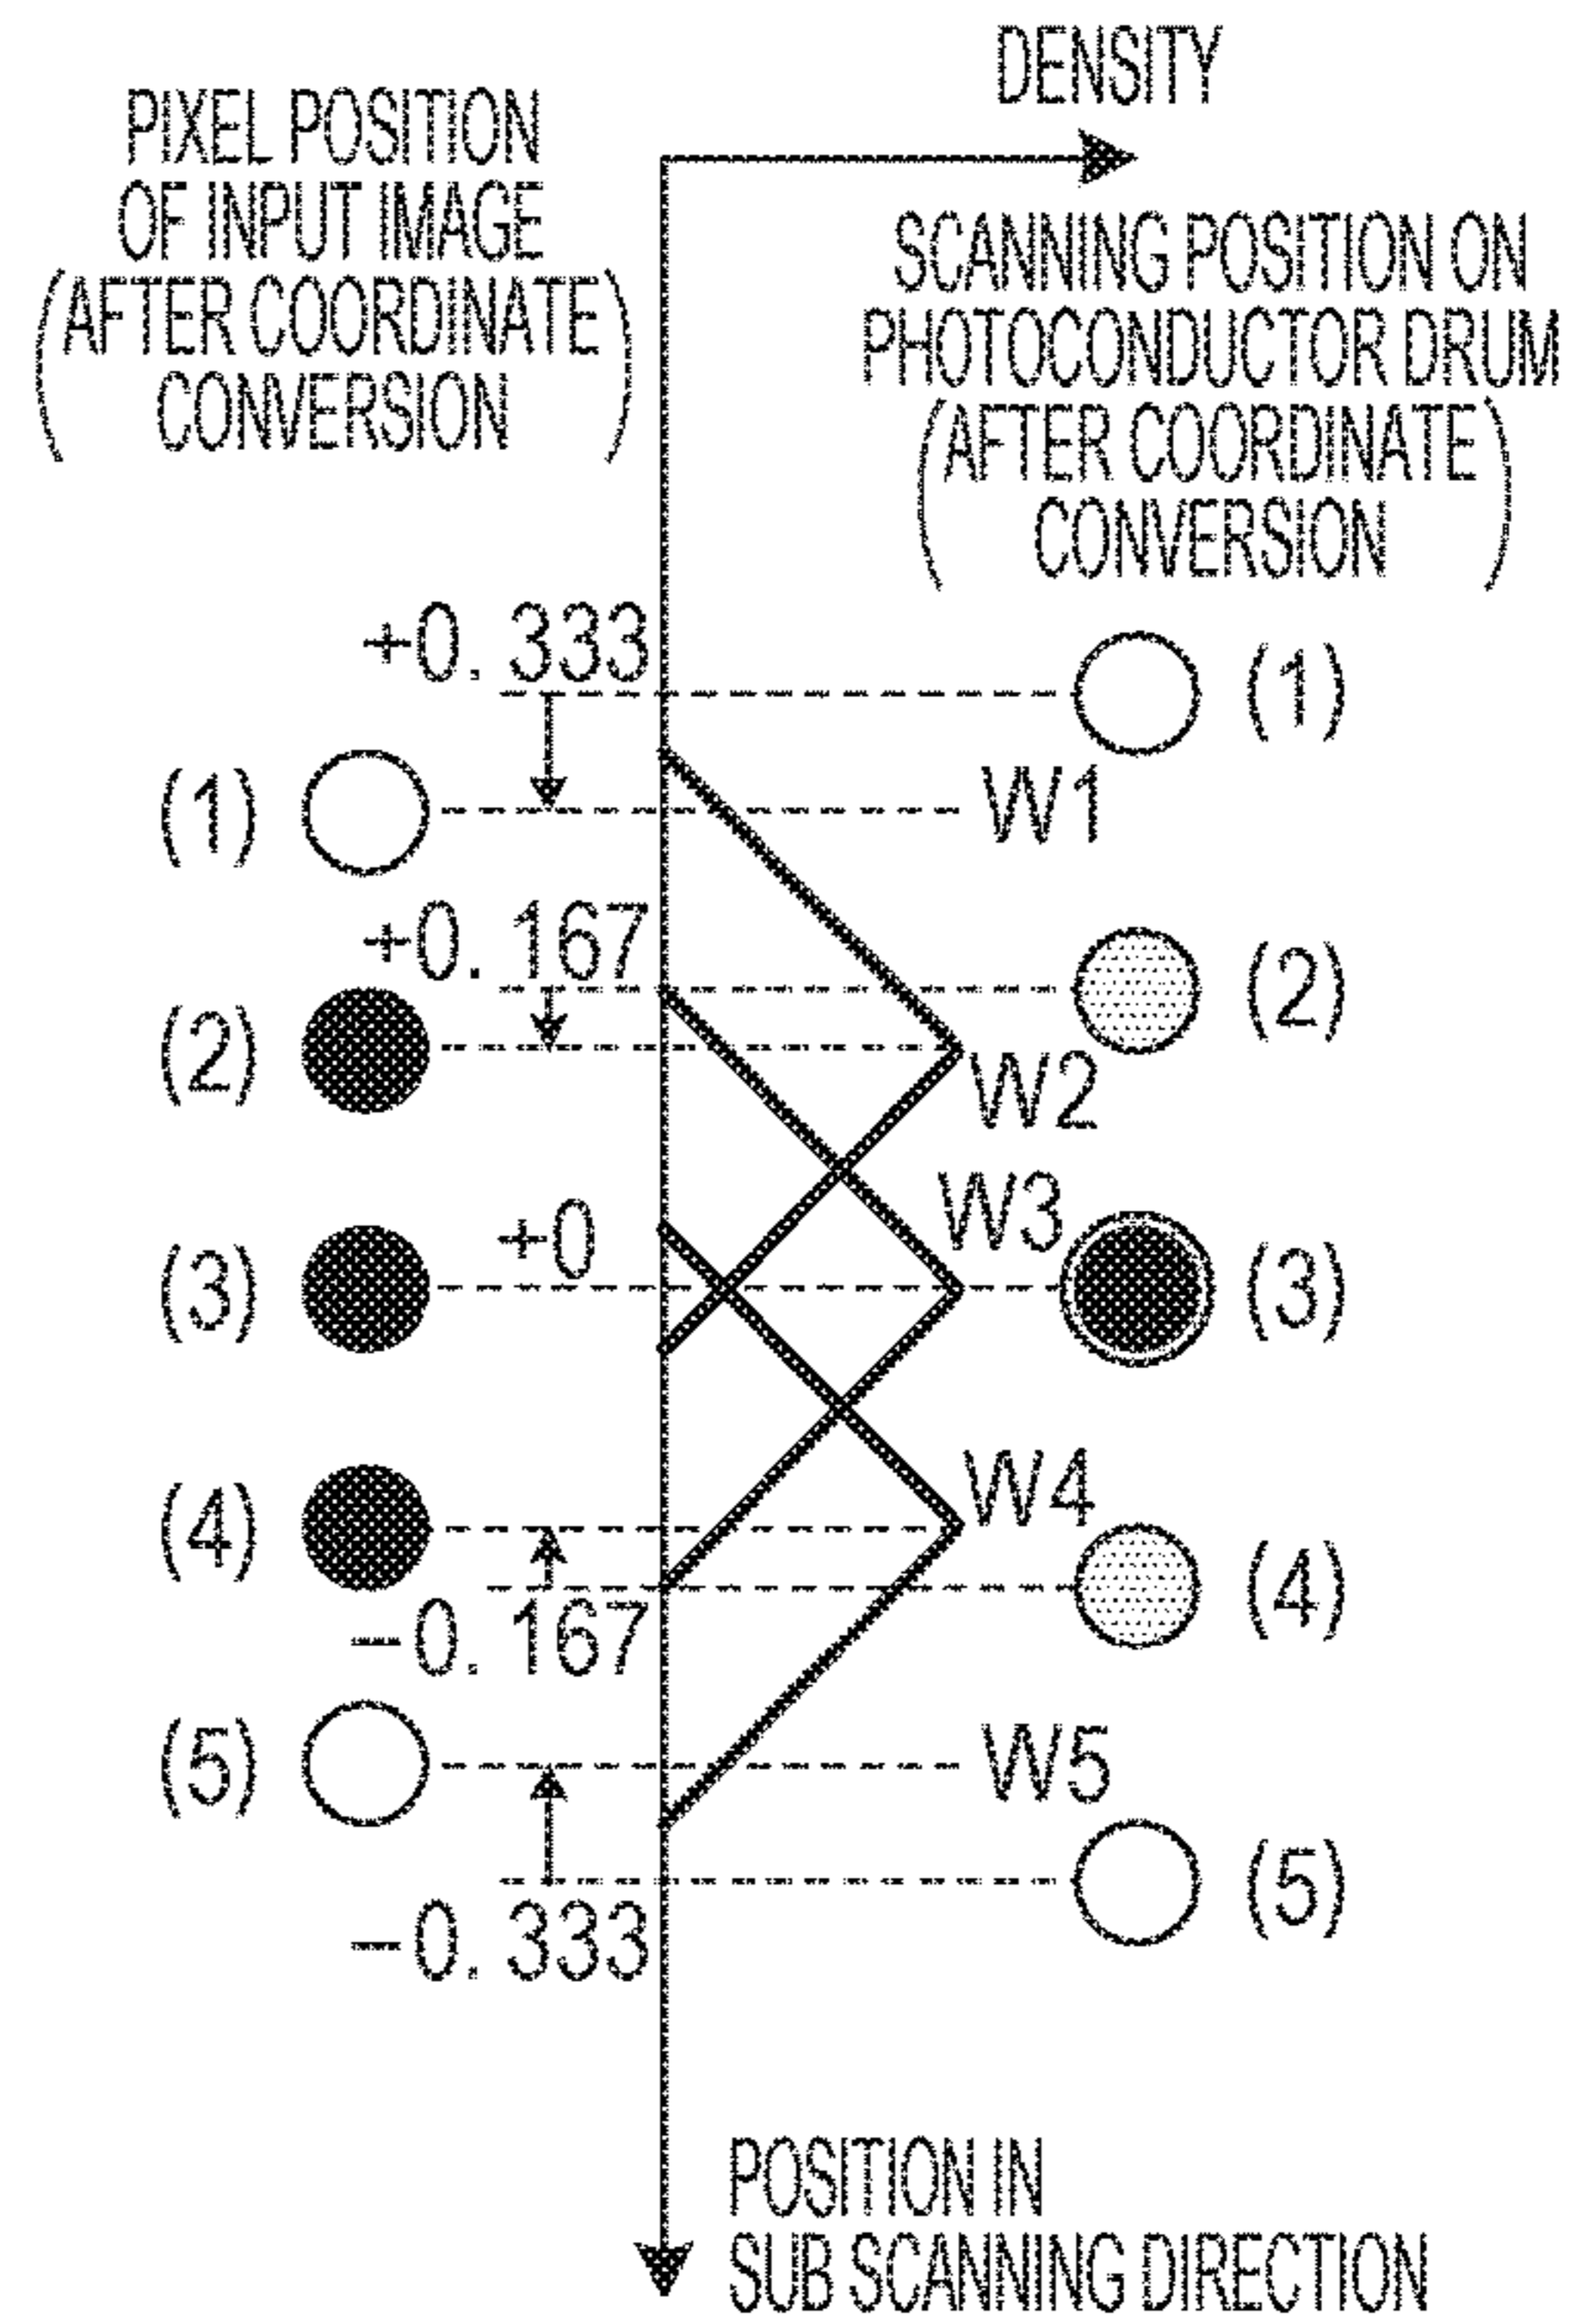 DENSITY
PIXEL POSITION
OF INPUT IMAGE
(AFTER COORDINATE
CONVERSION)
SCANNING POSITION ON
PHOTOCONDUCTOR DRUM
(AFTER COORDINATE
CONVERSION)
+0.333
(1)
(1)
W1
+0.167
(2)
(2)
W2
W3
+0
(3)
(3)
W4
(4)
(4)
-0.167
(5)
W5
(5)
-0.333
POSITION IN
SUB SCANNING DIRECTION